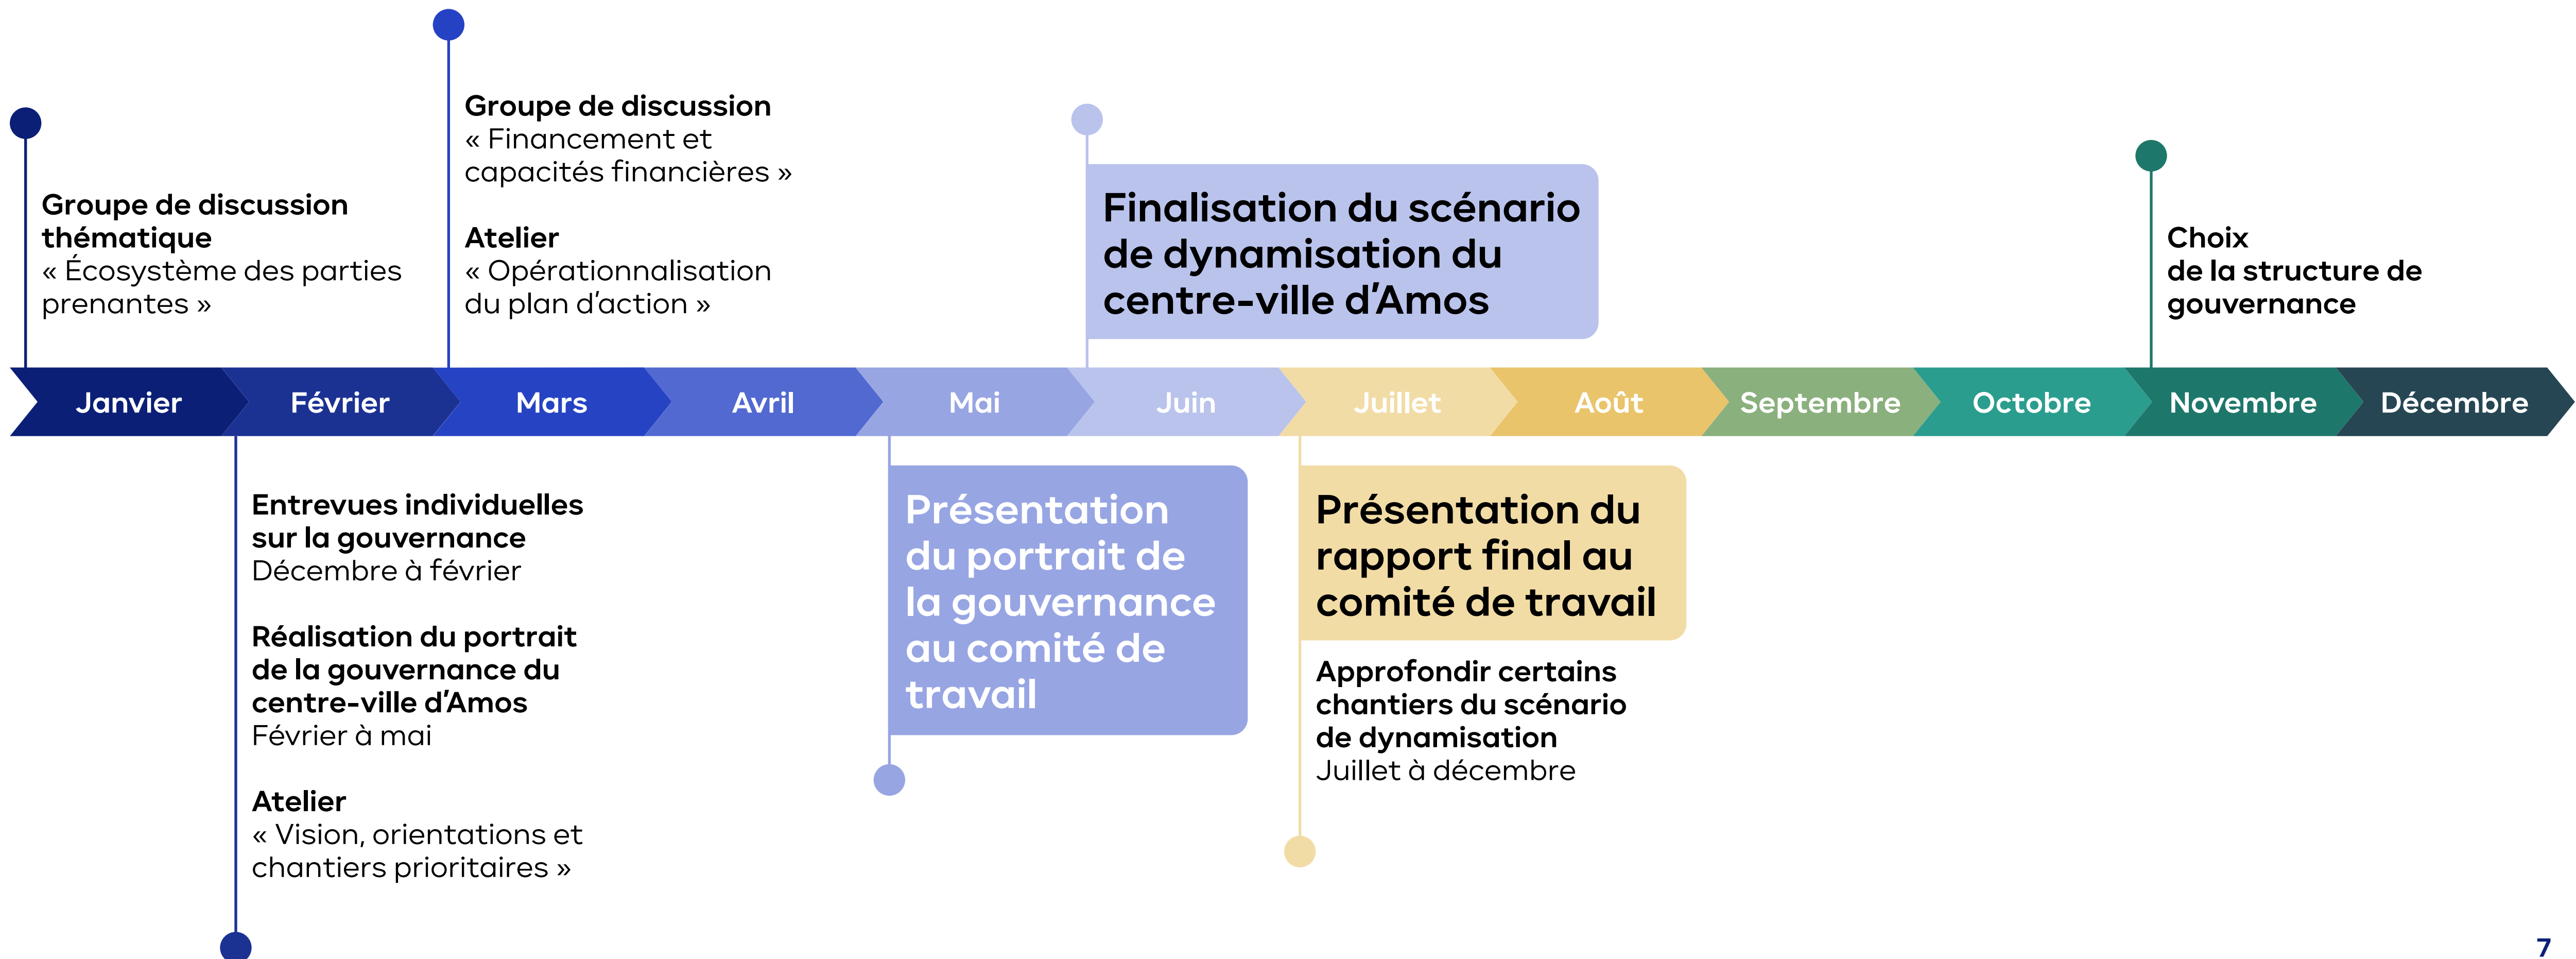 Groupe de discussion
thématique
« Écosystème des parties
prenantes »
Groupe de discussion
« Financement et
capacités financières »
Atelier
« Opérationnalisation
du plan d’action »
Finalisation du scénario
de dynamisation du
centre-ville d’Amos
Choix
de la structure de
gouvernance
Janvier
Février
Mars
Avril
Mai
Juin
Juillet
Août
Septembre
Octobre
Novembre
Décembre
Entrevues individuelles
sur la gouvernance
Décembre à février
Réalisation du portrait
de la gouvernance du
centre-ville d’Amos
Février à mai
Atelier
« Vision, orientations et
chantiers prioritaires »
Présentation
du portrait de
la gouvernance
au comité de
travail
Présentation du
rapport final au
comité de travail
Approfondir certains
chantiers du scénario
de dynamisation
Juillet à décembre
7